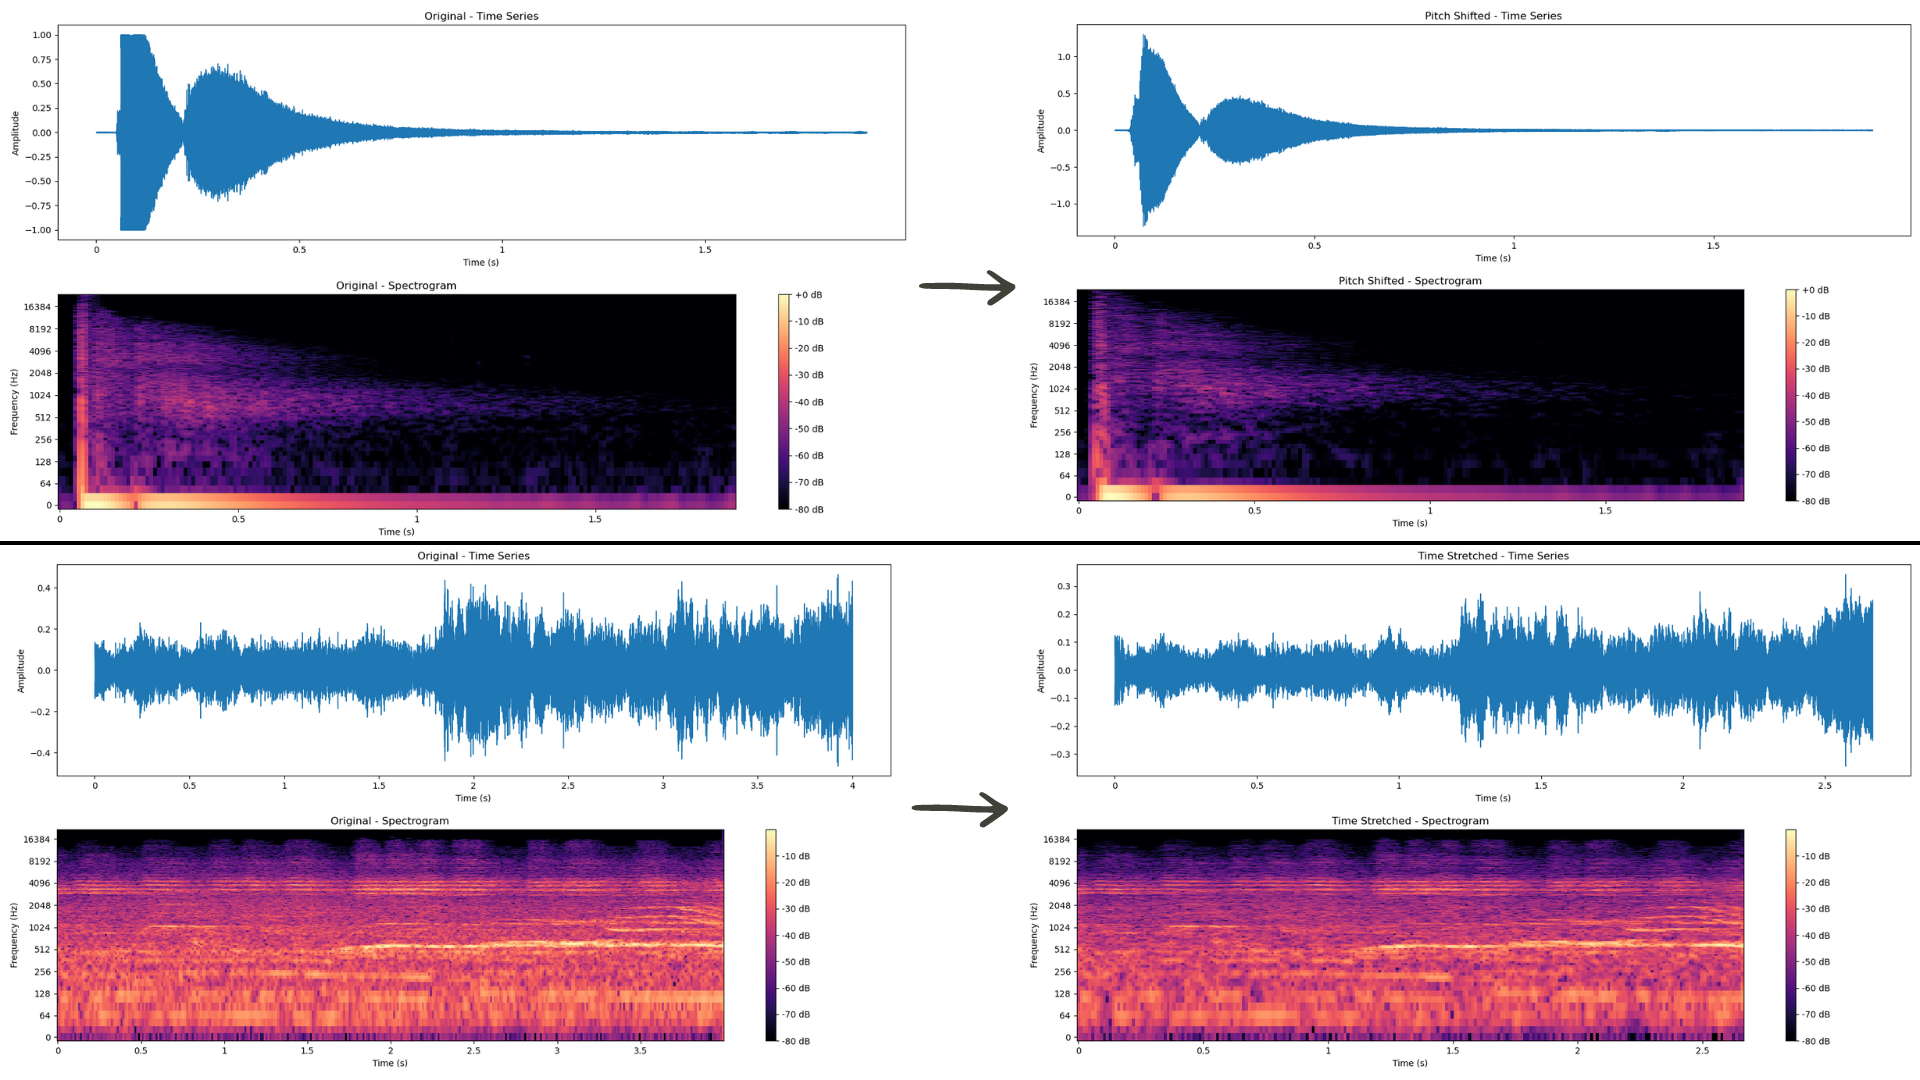 Original - Time Series
1.00
0.75
0.50
0.25
0.00
−0.25
−0.50
−0.75
−1.00
Amplitude
0 0.5 1 1.5
Time (s)
Original - Spectrogram
16384
8192
4096
2048
1024
512
256
128
64
0
Frequency (Hz)
0 0.5 1 1.5
Time (s)
+0 dB
-10 dB
-20 dB
-30 dB
-40 dB
-50 dB
-60 dB
-70 dB
-80 dB
Pitch Shifted - Time Series
1.0
0.5
0.0
−0.5
−1.0
Amplitude
0 0.5 1 1.5
Time (s)
Pitch Shifted - Spectrogram
16384
8192
4096
2048
1024
512
256
128
64
0
Frequency (Hz)
0 0.5 1 1.5
Time (s)
+0 dB
-10 dB
-20 dB
-30 dB
-40 dB
-50 dB
-60 dB
-70 dB
-80 dB
Original - Time Series
0.4
0.2
0.0
−0.2
−0.4
Amplitude
0 0.5 1 1.5 2 2.5 3 3.5 4
Time (s)
Original - Spectrogram
16384
8192
4096
2048
1024
512
256
128
64
0
Frequency (Hz)
0 0.5 1 1.5 2 2.5 3 3.5
Time (s)
-10 dB
-20 dB
-30 dB
-40 dB
-50 dB
-60 dB
-70 dB
-80 dB
Time Stretched - Time Series
0.3
0.2
0.1
0.0
−0.1
−0.2
−0.3
Amplitude
0 0.5 1 1.5 2 2.5
Time (s)
Time Stretched - Spectrogram
16384
8192
4096
2048
1024
512
256
128
64
0
Frequency (Hz)
0 0.5 1 1.5 2 2.5
Time (s)
-10 dB
-20 dB
-30 dB
-40 dB
-50 dB
-60 dB
-70 dB
-80 dB